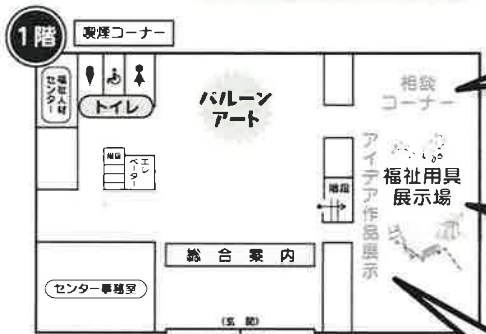 1階
喫煙コーナー
福祉人材
センター
トイレ
バルーン
アート
相談
コーナー
階段
エレ
ベーター
アイデア作品展示
福祉用具
展示場
階段
総合案内
センター事務室
(玄関)